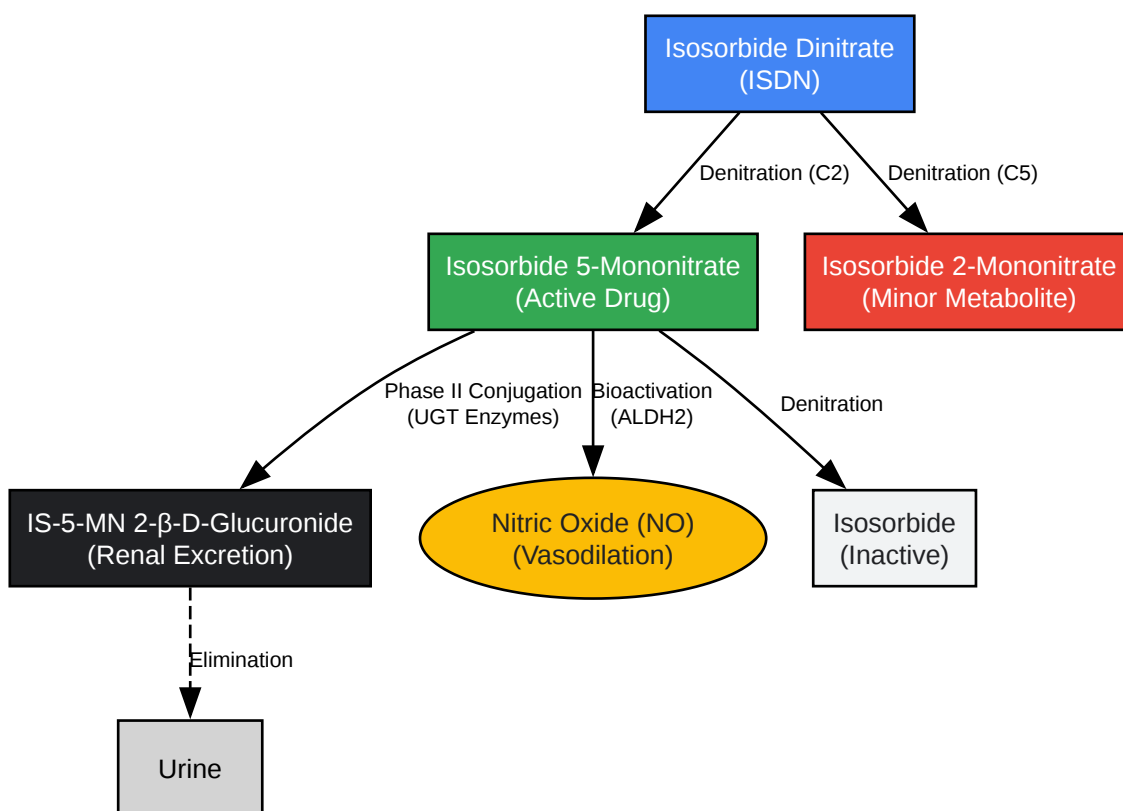 Isosorbide Dinitrate
(ISDN)
Denitration (C2)
Denitration (C5)
Isosorbide 5-Mononitrate
(Active Drug)
Isosorbide 2-Mononitrate
(Minor Metabolite)
Phase II Conjugation
(UGT Enzymes)
Bioactivation
(ALDH2)
Denitration
IS-5-MN 2-β-D-Glucuronide
(Renal Excretion)
Nitric Oxide (NO)
(Vasodilation)
Isosorbide
(Inactive)
Elimination
Urine